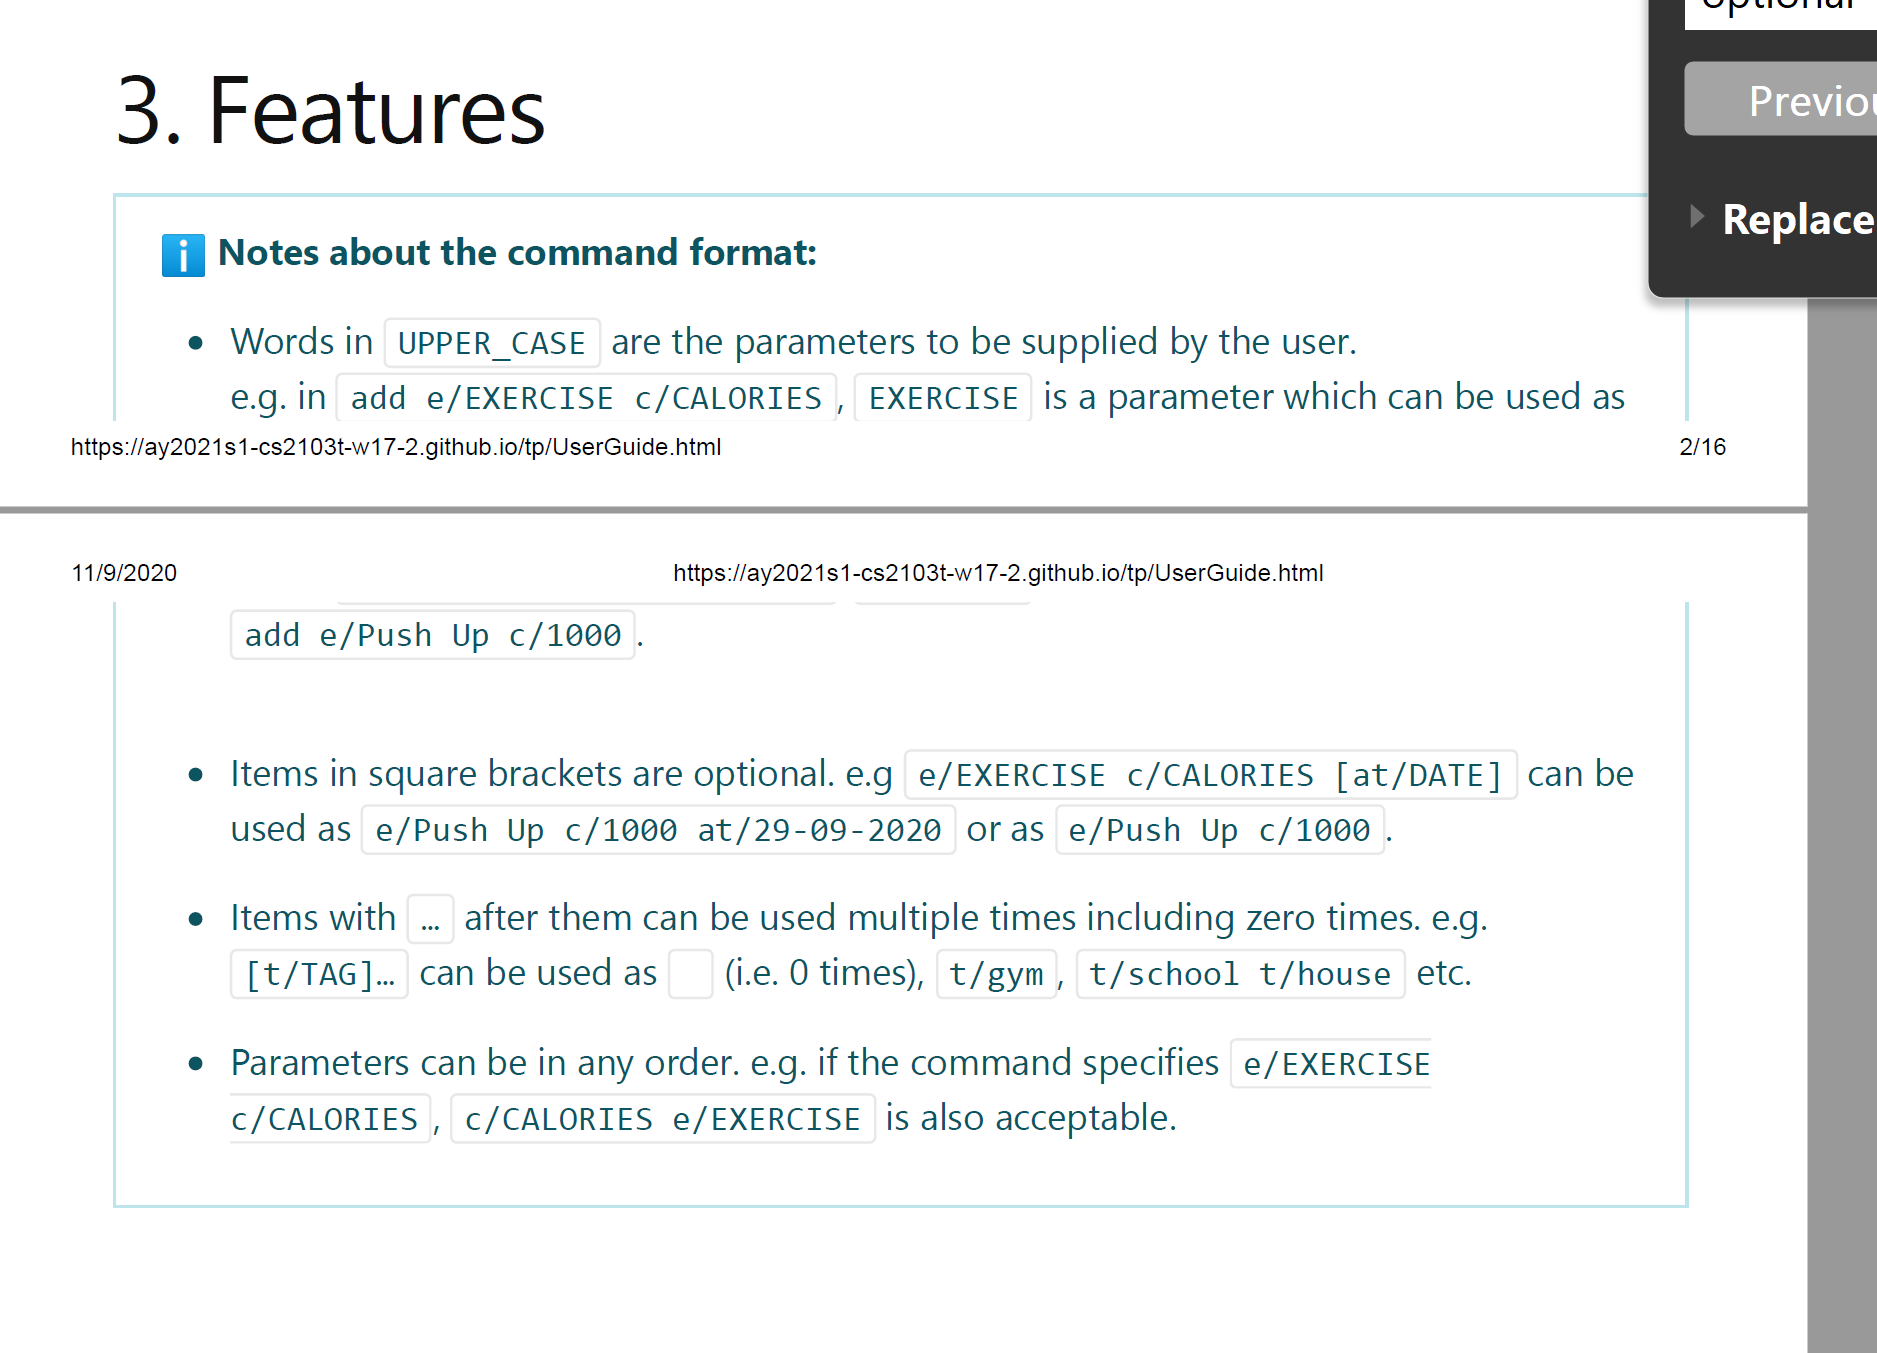 optional
Previou
Replace
3. Features
i Notes about the command format:
• Words in UPPER_CASE are the parameters to be supplied by the user.
e.g. in add e/EXERCISE c/CALORIES, EXERCISE is a parameter which can be used as
https://ay2021s1-cs2103t-w17-2.github.io/tp/UserGuide.html 2/16
11/9/2020 https://ay2021s1-cs2103t-w17-2.github.io/tp/UserGuide.html
add e/Push Up c/1000.
• Items in square brackets are optional. e.g e/EXERCISE c/CALORIES [at/DATE] can be
used as e/Push Up c/1000 at/29-09-2020 or as e/Push Up c/1000.
• Items with … after them can be used multiple times including zero times. e.g.
[t/TAG]… can be used as (i.e. 0 times), t/gym, t/school t/house etc.
• Parameters can be in any order. e.g. if the command specifies e/EXERCISE
c/CALORIES, c/CALORIES e/EXERCISE is also acceptable.